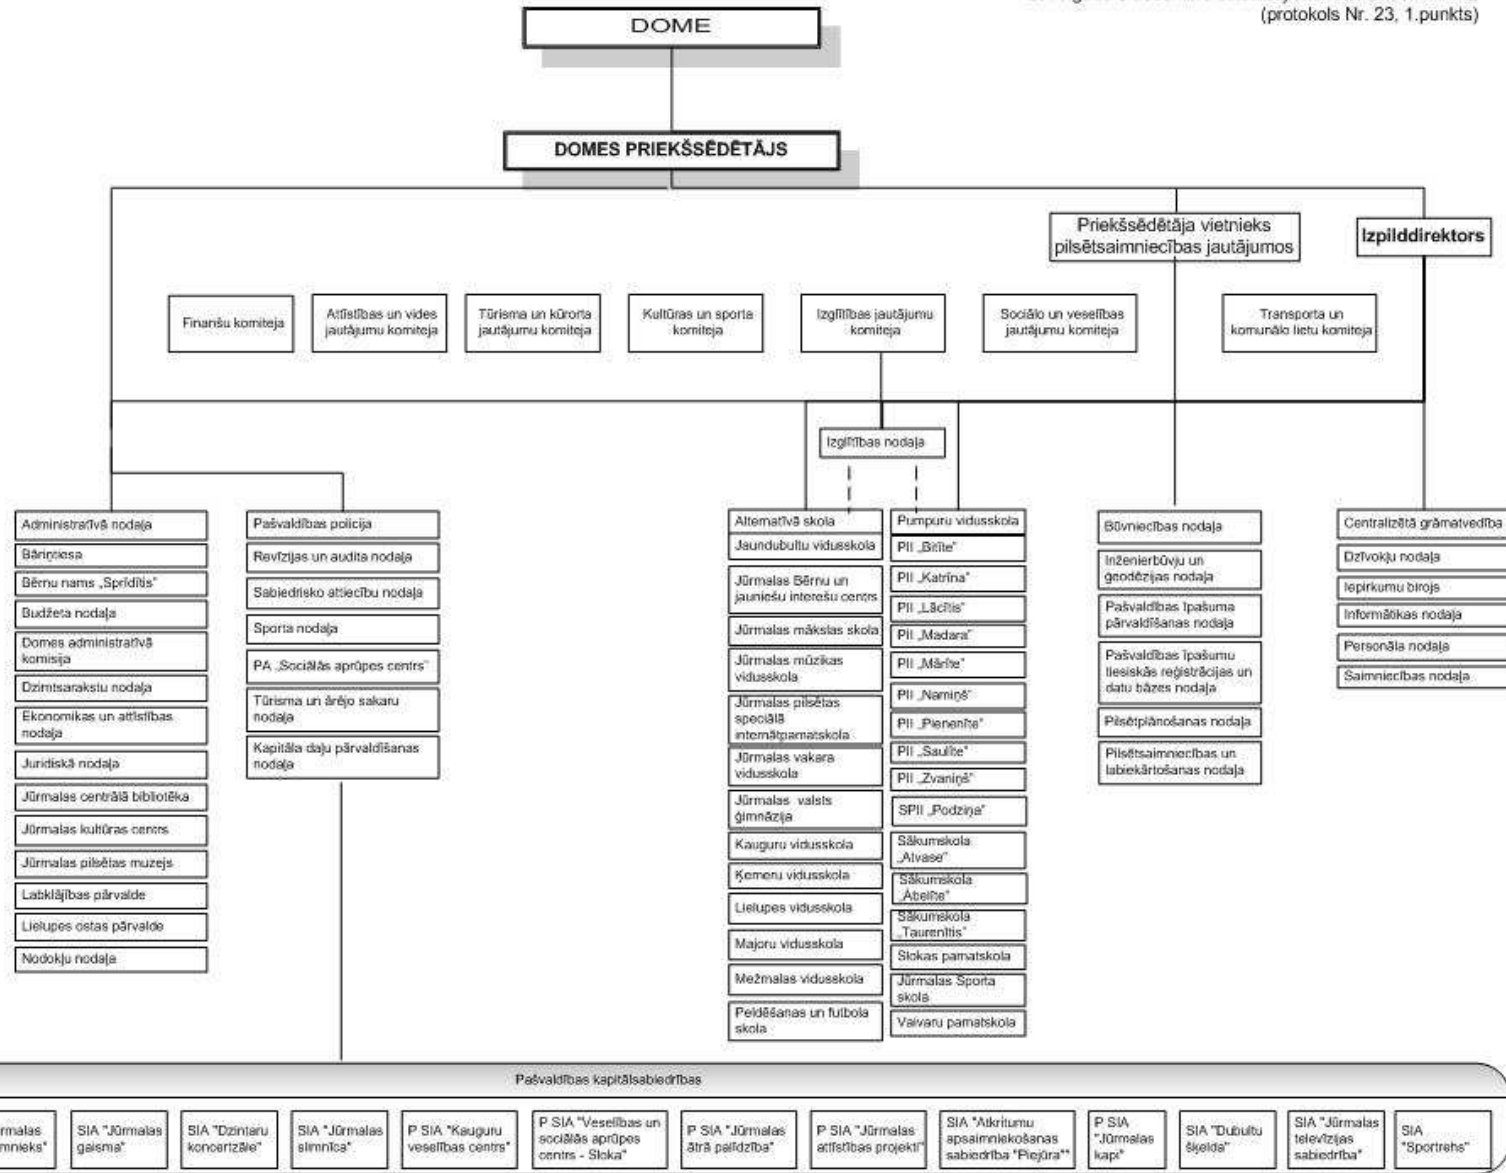 (protokols Nr. 23, 1.punkts)
DOME
DOMES PRIEKŠSĒDĒTĀJS
Priekšsēdētāja vietnieks
pilsētsaimniecības jautājumos
Izpilddirektors
Finanšu komiteja
Attīstības un vides
jautājumu komiteja
Tūrisma un kūrorta
jautājumu komiteja
Kultūras un sporta
komiteja
Izglītības jautājumu
komiteja
Sociālo un veselības
jautājumu komiteja
Transporta un
komunālo lietu komiteja
Izglītības nodaļa
Administratīvā nodaļa
Bāriņtiesa
Bērnu nams „Sprīdītis"
Budžeta nodaļa
Domes administratīvā
komisija
Dzimtsarakstu nodaļa
Ekonomikas un attīstības
nodaļa
Juridiskā nodaļa
Jūrmalas centrālā bibliotēka
Jūrmalas kultūras centrs
Jūrmalas pilsētas muzejs
Labklājības pārvalde
Lielupes ostas pārvalde
Nodokļu nodaļa
Pašvaldības policija
Revīzijas un audita nodaļa
Sabiedrisko attiecību nodaļa
Sporta nodaļa
PA „Sociālās aprūpes centrs"
Tūrisma un ārējo sakaru
nodaļa
Kapitāla daļu pārvaldīšanas
nodaļa
Alternatīvā skola
Jaundubultu vidusskola
Jūrmalas Bērnu un
jauniešu interešu centrs
Jūrmalas mākslas skola
Jūrmalas mūzikas
vidusskola
Jūrmalas pilsētas
speciālā
internātpamatskola
Jūrmalas vakara
vidusskola
Jūrmalas valsts
ģimnāzija
Kauguru vidusskola
Ķemeru vidusskola
Lielupes vidusskola
Majoru vidusskola
Mežmalas vidusskola
Peldēšanas un futbola
skola
Pumpuru vidusskola
PII „Bitīte"
PII „Katrīna"
PII „Lācītis"
PII „Madara"
PII „Mārīte"
PII „Namiņš"
PII „Pienenīte"
PII „Saulīte"
PII „Zvaniņš"
SPII „Podziņa"
Sākumskola
„Atvase"
Sākumskola
„Ābelīte"
Sākumskola
„Taurenītis"
Slokas pamatskola
Jūrmalas Sporta
skola
Vaivaru pamatskola
Būvniecības nodaļa
Inženierbūvju un
ģeodēzijas nodaļa
Pašvaldības īpašuma
pārvaldīšanas nodaļa
Pašvaldības īpašumu
tiesiskās reģistrācijas un
datu bāzes nodaļa
Pilsētplānošanas nodaļa
Pilsētsaimniecības un
labiekārtošanas nodaļa
Centralizētā grāmatvedība
Dzīvokļu nodaļa
Iepirkumu birojs
Informātikas nodaļa
Personāla nodaļa
Saimniecības nodaļa
Pašvaldības kapitālsabiedrības
SIA "Jūrmalas
gaisma"
SIA "Dzintaru
koncertzāle"
SIA "Jūrmalas
slimnīca"
P SIA "Kauguru
veselības centrs"
P SIA "Veselības un
sociālās aprūpes
centrs - Sloka"
P SIA "Jūrmalas
ātrā palīdzība"
P SIA "Jūrmalas
attīstības projekti"
SIA "Atkritumu
apsaimniekošanas
sabiedrība "Piejūra""
P SIA
"Jūrmalas
kapi"
SIA "Dubultu
šķelda"
SIA "Jūrmalas
televīzijas
sabiedrība"
SIA
"Sportrehs"